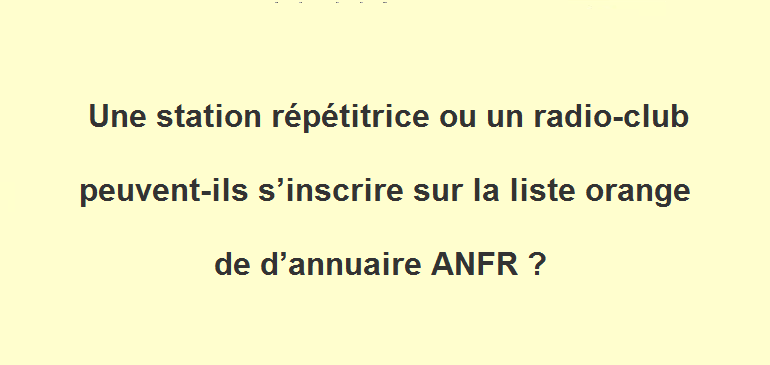 Une station répétitrice ou un radio-club
peuvent-ils s’inscrire sur la liste orange
de d’annuaire ANFR ?